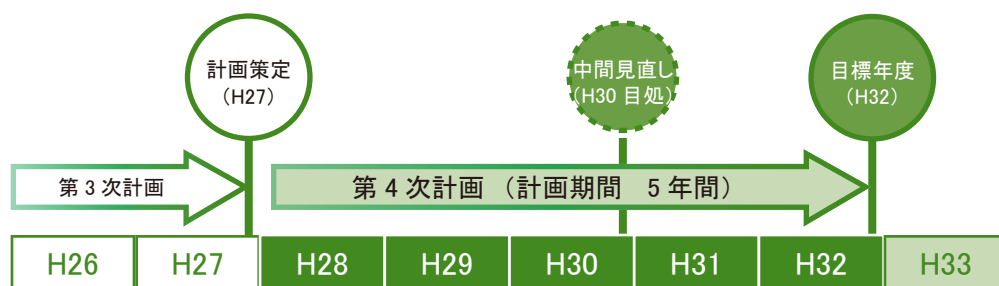 計画策定
（H27）
中間見直し
（H30 目処）
目標年度
（H32）
第 3 次計画
第 4 次計画 （計画期間　5 年間）
H26 H27 H28 H29 H30 H31 H32 H33